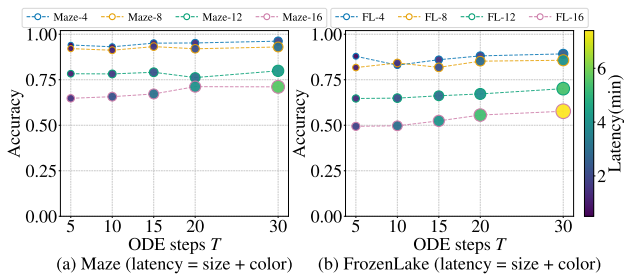 Maze-4 Maze-8 Maze-12 Maze-16
FL-4 FL-8 FL-12 FL-16
1.00
0.75
0.50
0.25
0.00
Accuracy
5 10 15 20 30
ODE steps T
(a) Maze (latency = size + color)
1.00
0.75
0.50
0.25
0.00
Accuracy
5 10 15 20 30
ODE steps T
(b) FrozenLake (latency = size + color)
6
4
2
Latency(min)